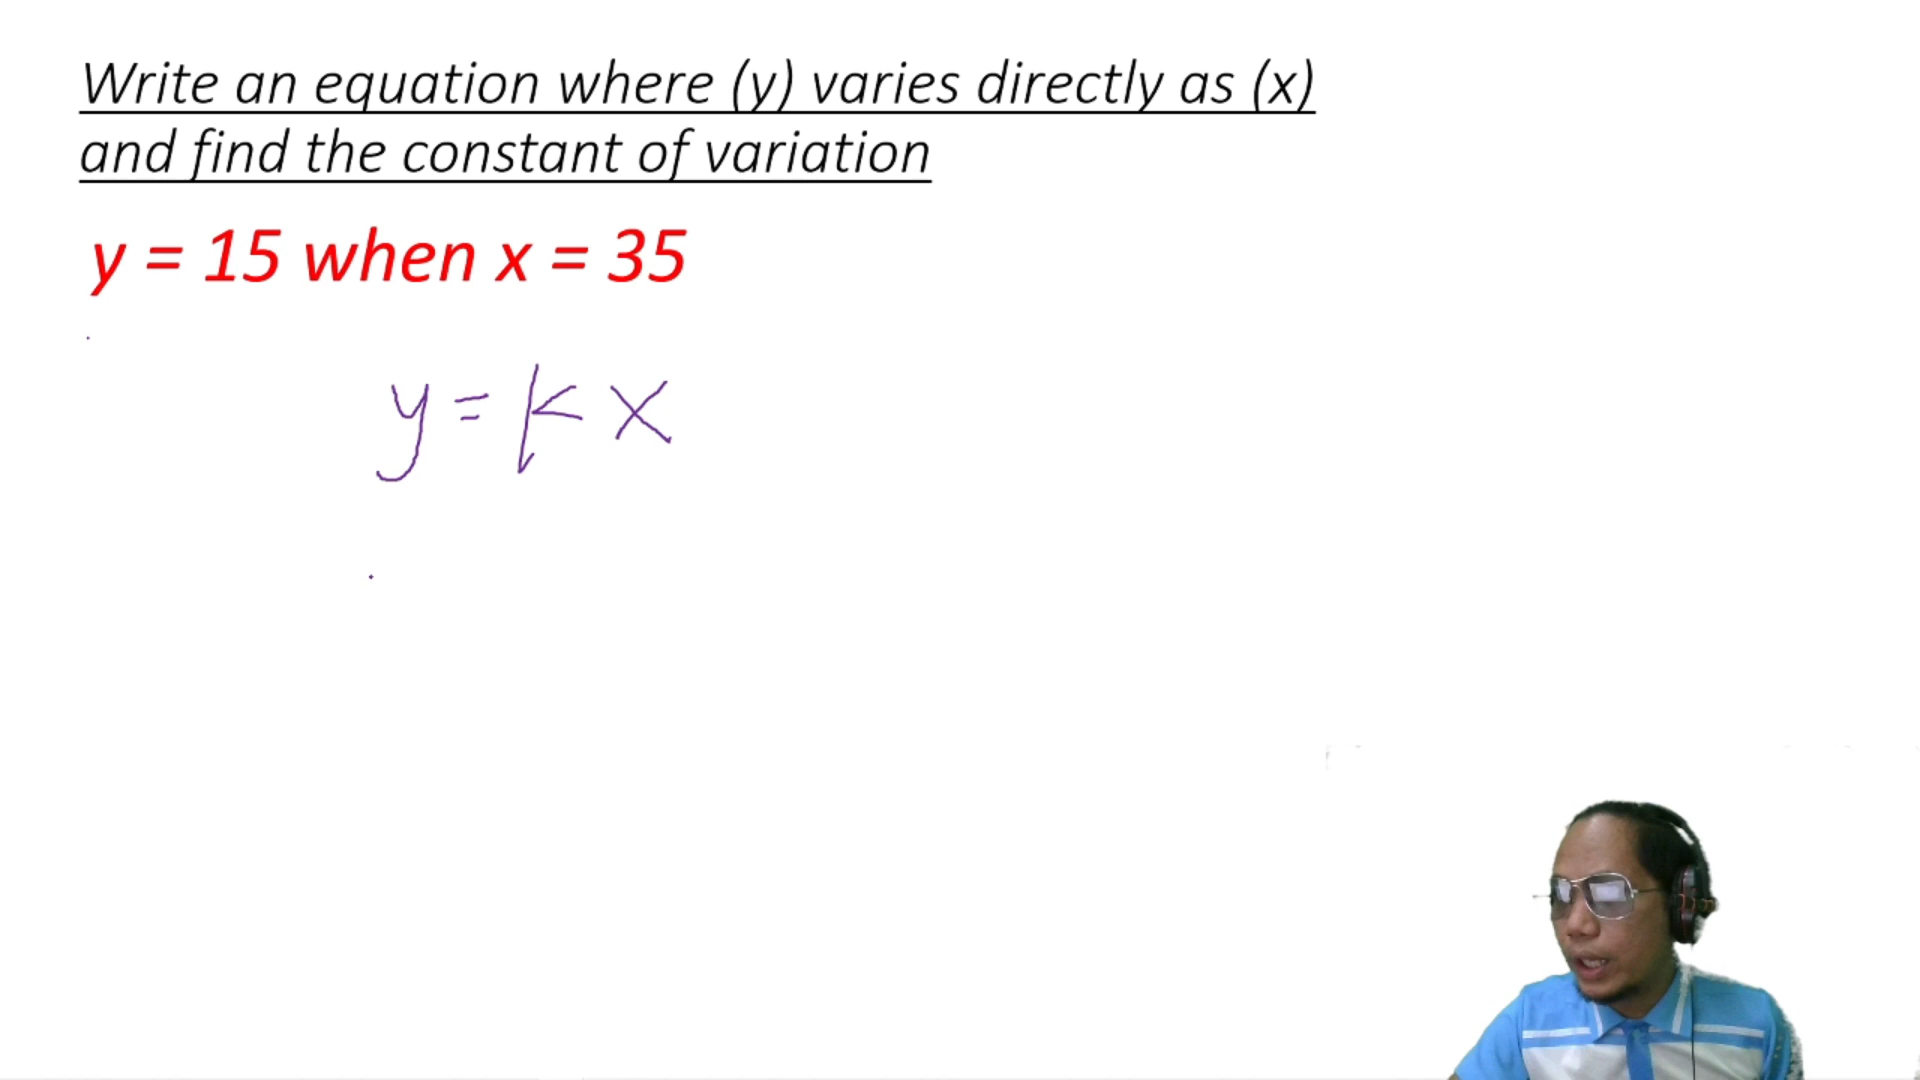 Write an equation where (y) varies directly as (x)
and find the constant of variation
y = 15 when x = 35
y = k x